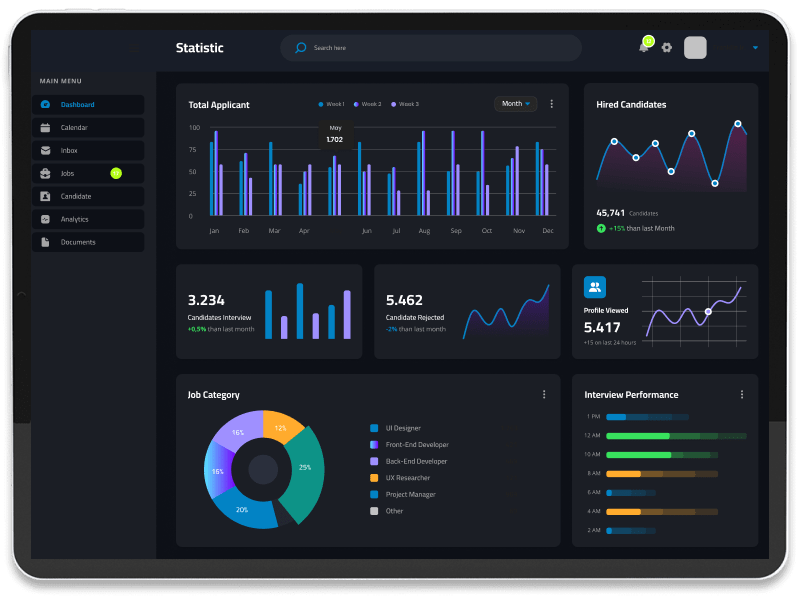 Statistic
Search here
MAIN MENU
Dashboard
Calendar
Inbox
Jobs
Candidate
Analytics
Documents
Total Applicant
Week 1
Week 2
Week 3
Month
100
75
50
25
0
May
1.702
Jan
Feb
Mar
Apr
Jun
Jul
Aug
Sep
Oct
Nov
Dec
Hired Candidates
45,741 Candidates
+15% than last Month
3.234
Candidates Interview
+0,5% than last month
5.462
Candidate Rejected
-2% than last month
Profile Viewed
5.417
+15 on last 24 hours
Job Category
12%
25%
20%
16%
16%
UI Designer
Front-End Developer
Back-End Developer
UX Researcher
Project Manager
Other
Interview Performance
1 PM
12 AM
10 AM
8 AM
6 AM
4 AM
2 AM